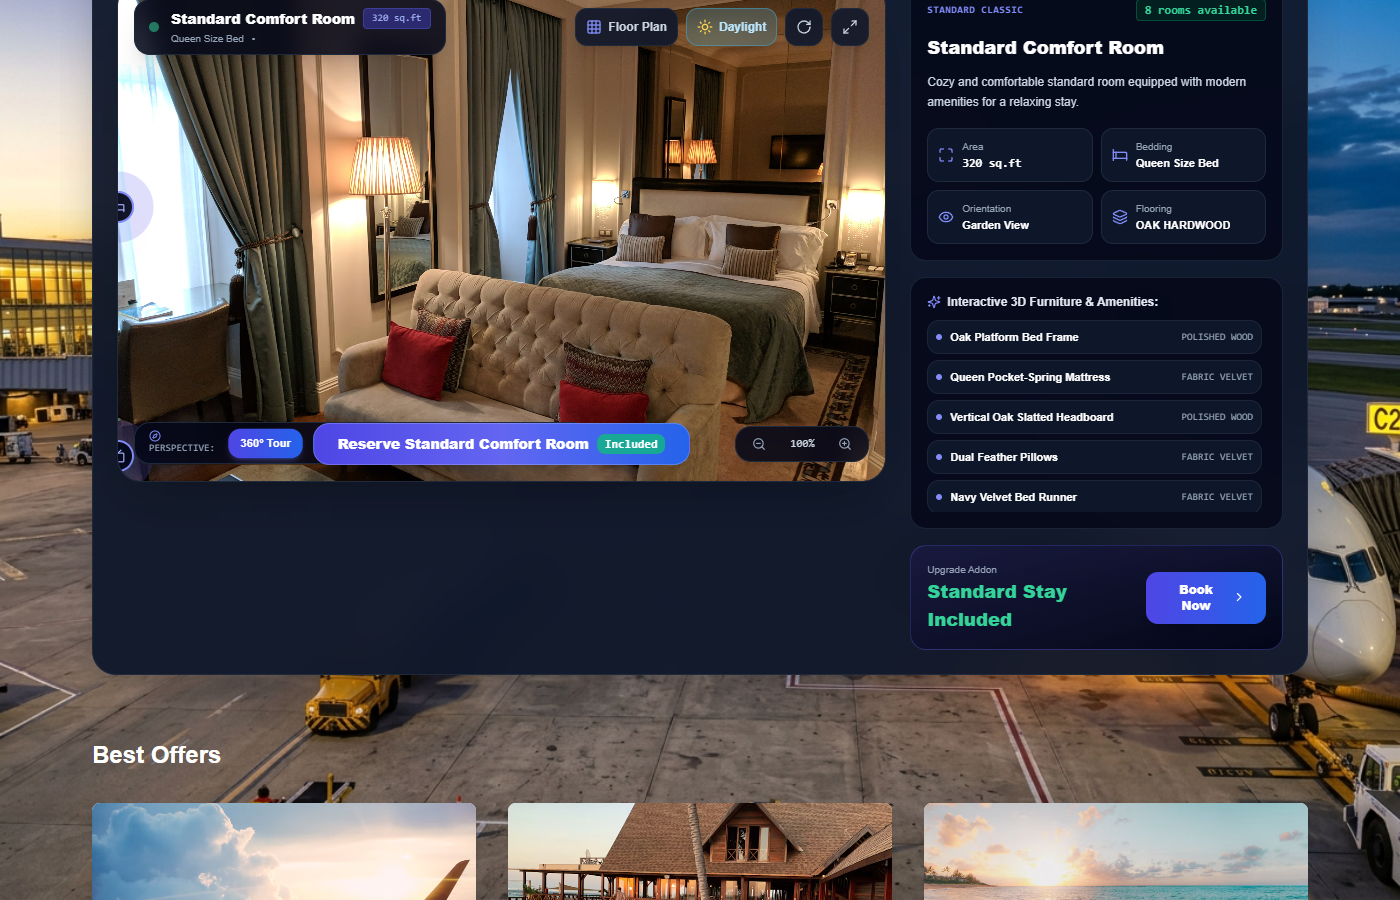 Standard Comfort Room
320 sq.ft
Queen Size Bed •
Floor Plan
Daylight
PERSPECTIVE:
360° Tour
Reserve Standard Comfort Room
Included
100%
STANDARD CLASSIC
8 rooms available
Standard Comfort Room
Cozy and comfortable standard room equipped with modern
amenities for a relaxing stay.
Area
320 sq.ft
Bedding
Queen Size Bed
Orientation
Garden View
Flooring
OAK HARDWOOD
Interactive 3D Furniture & Amenities:
Oak Platform Bed Frame
POLISHED WOOD
Queen Pocket-Spring Mattress
FABRIC VELVET
Vertical Oak Slatted Headboard
POLISHED WOOD
Dual Feather Pillows
FABRIC VELVET
Navy Velvet Bed Runner
FABRIC VELVET
Upgrade Addon
Standard Stay
Included
Book
Now
C2
Best Offers